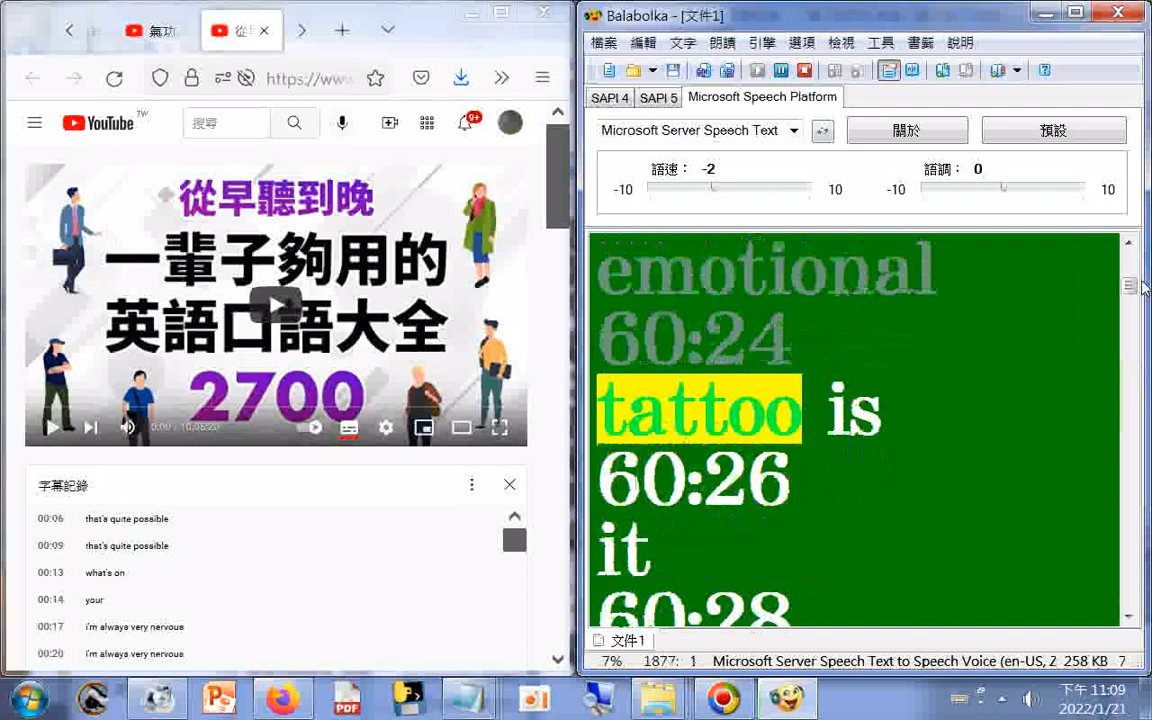 氣功
從!
https://www.
YouTube TW
搜尋
9+
從早聽到晚
一輩子夠用的
英語口語大全
2700
0:00 / 10:05:20
字幕記錄
00:06 that's quite possible
00:09 that's quite possible
00:13 what's on
00:14 your
00:17 i'm always very nervous
00:20 i'm always very nervous
Balabolka - [文件1]
檔案 編輯 文字 朗讀 引擎 選項 檢視 工具 書籤 說明
SAPI 4 SAPI 5 Microsoft Speech Platform
Microsoft Server Speech Text 關於 預設
語速： -2 語調： 0
-10 10 -10 10
emotional
60:24
tattoo is
60:26
it
60:28
文件1
7% 1877: 1 Microsoft Server Speech Text to Speech Voice (en-US, Z 258 KB 7
PDF
下午 11:09
2022/1/21